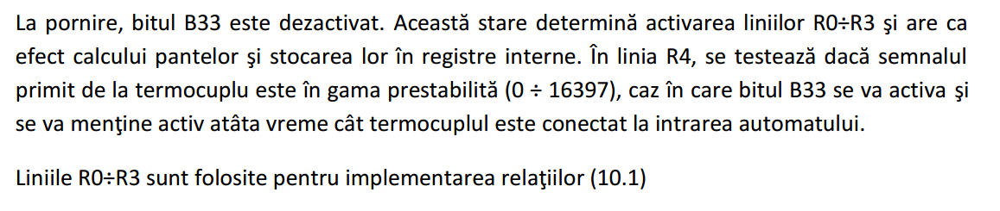 La pornire, bitul B33 este dezactivat. Această stare determină activarea liniilor R0÷R3 şi are ca
efect calcului pantelor şi stocarea lor în registre interne. În linia R4, se testează dacă semnalul
primit de la termocuplu este în gama prestabilită (0 ÷ 16397), caz în care bitul B33 se va activa şi
se va menţine activ atâta vreme cât termocuplul este conectat la intrarea automatului.
Liniile R0÷R3 sunt folosite pentru implementarea relaţiilor (10.1)